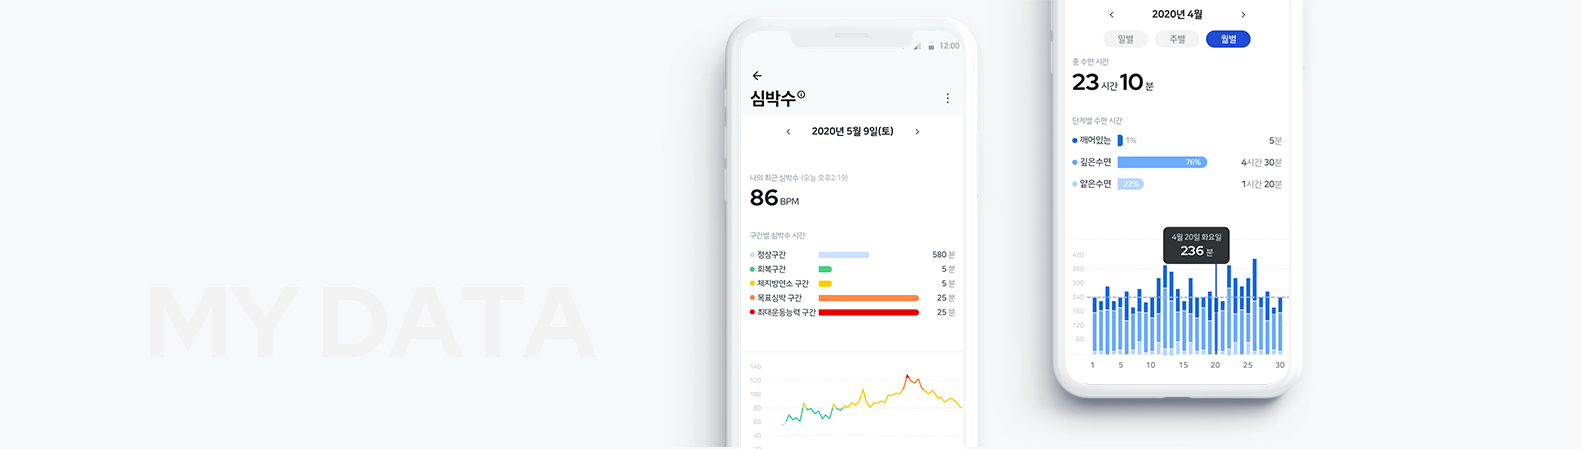 MY DATA
12:00
심박수
2020년 5월 9일(토)
나의 최근 심박수 (오늘 오후2:19)
86 BPM
구간별 심박수 시간
정상구간 580 분
회복구간 5 분
체지방연소 구간 5 분
목표심박 구간 25 분
최대운동능력 구간 25 분
140
120
100
80
60
40
2020년 4월
일별 주별 월별
총 수면 시간
23 시간 10 분
단계별 수면 시간
깨어있는 1% 5분
깊은수면 76% 4시간 30분
얕은수면 22% 1시간 20분
4월 20일 화요일
236 분
420
360
300
240
180
120
60
1 5 10 15 20 25 30